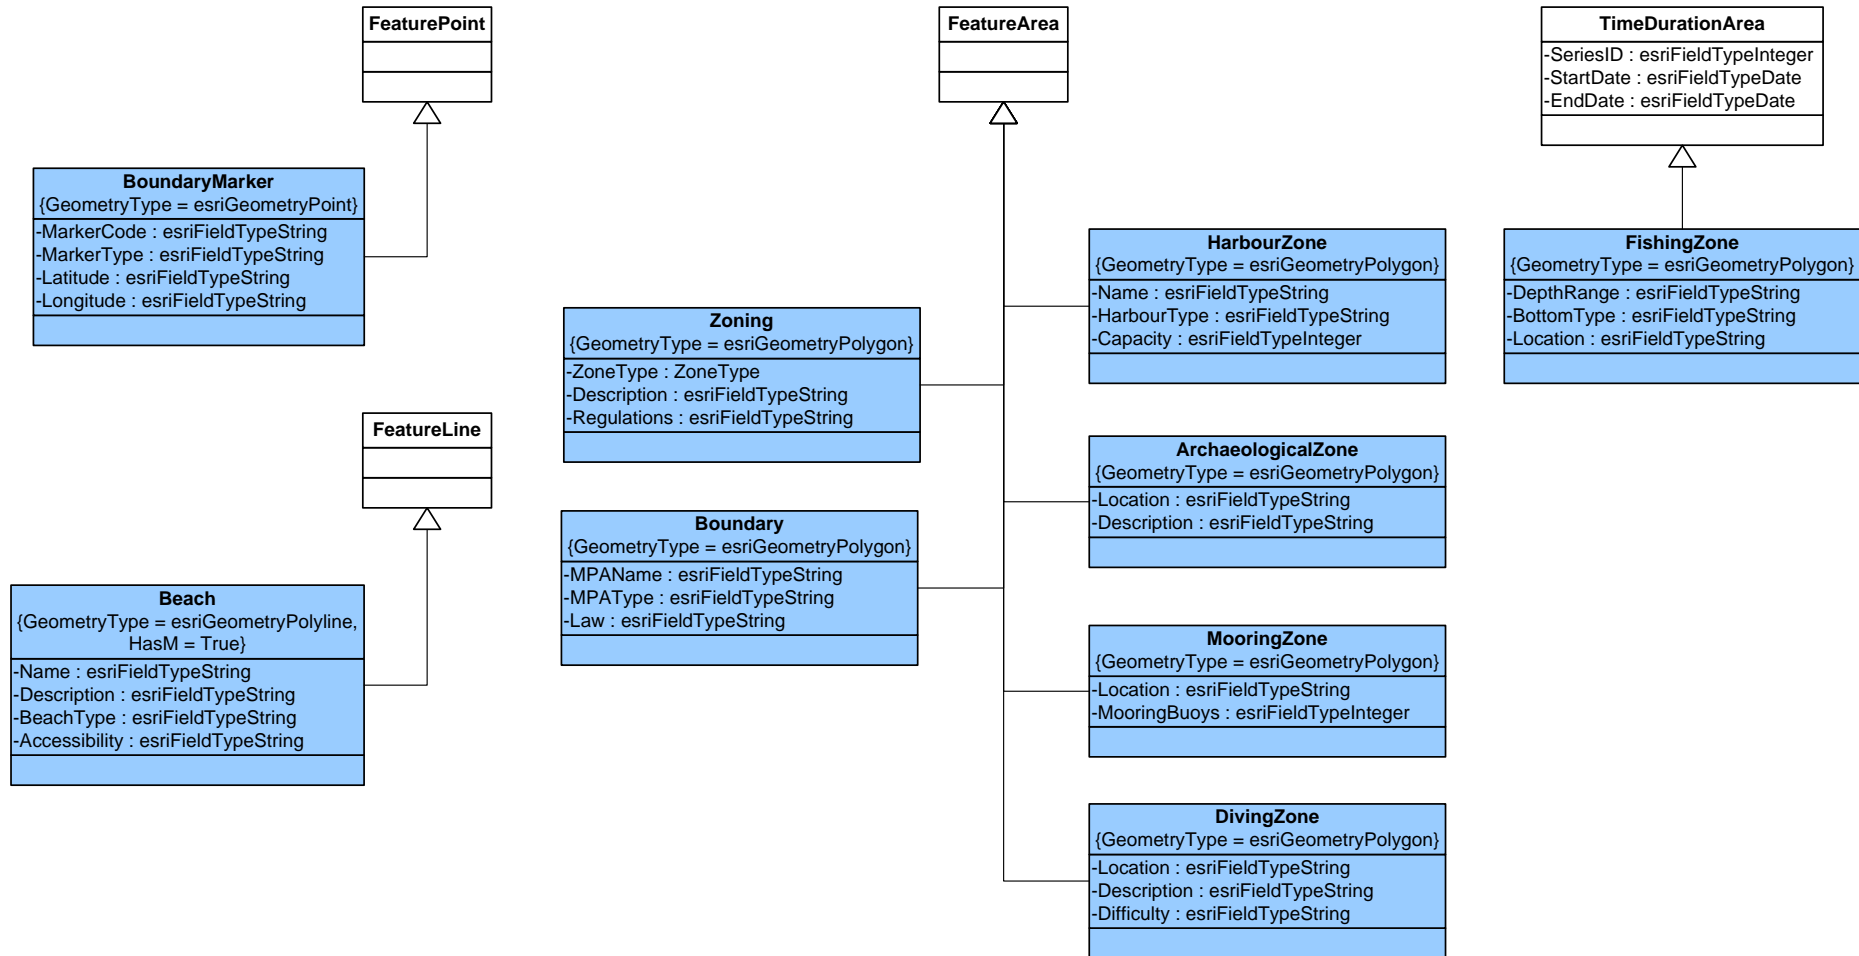 FeaturePoint
BoundaryMarker
{GeometryType = esriGeometryPoint}
-MarkerCode : esriFieldTypeString
-MarkerType : esriFieldTypeString
-Latitude : esriFieldTypeString
-Longitude : esriFieldTypeString
FeatureLine
Beach
{GeometryType = esriGeometryPolyline,
HasM = True}
-Name : esriFieldTypeString
-Description : esriFieldTypeString
-BeachType : esriFieldTypeString
-Accessibility : esriFieldTypeString
FeatureArea
Zoning
{GeometryType = esriGeometryPolygon}
-ZoneType : ZoneType
-Description : esriFieldTypeString
-Regulations : esriFieldTypeString
Boundary
{GeometryType = esriGeometryPolygon}
-MPAName : esriFieldTypeString
-MPAType : esriFieldTypeString
-Law : esriFieldTypeString
HarbourZone
{GeometryType = esriGeometryPolygon}
-Name : esriFieldTypeString
-HarbourType : esriFieldTypeString
-Capacity : esriFieldTypeInteger
ArchaeologicalZone
{GeometryType = esriGeometryPolygon}
-Location : esriFieldTypeString
-Description : esriFieldTypeString
MooringZone
{GeometryType = esriGeometryPolygon}
-Location : esriFieldTypeString
-MooringBuoys : esriFieldTypeInteger
DivingZone
{GeometryType = esriGeometryPolygon}
-Location : esriFieldTypeString
-Description : esriFieldTypeString
-Difficulty : esriFieldTypeString
TimeDurationArea
-SeriesID : esriFieldTypeInteger
-StartDate : esriFieldTypeDate
-EndDate : esriFieldTypeDate
FishingZone
{GeometryType = esriGeometryPolygon}
-DepthRange : esriFieldTypeString
-BottomType : esriFieldTypeString
-Location : esriFieldTypeString